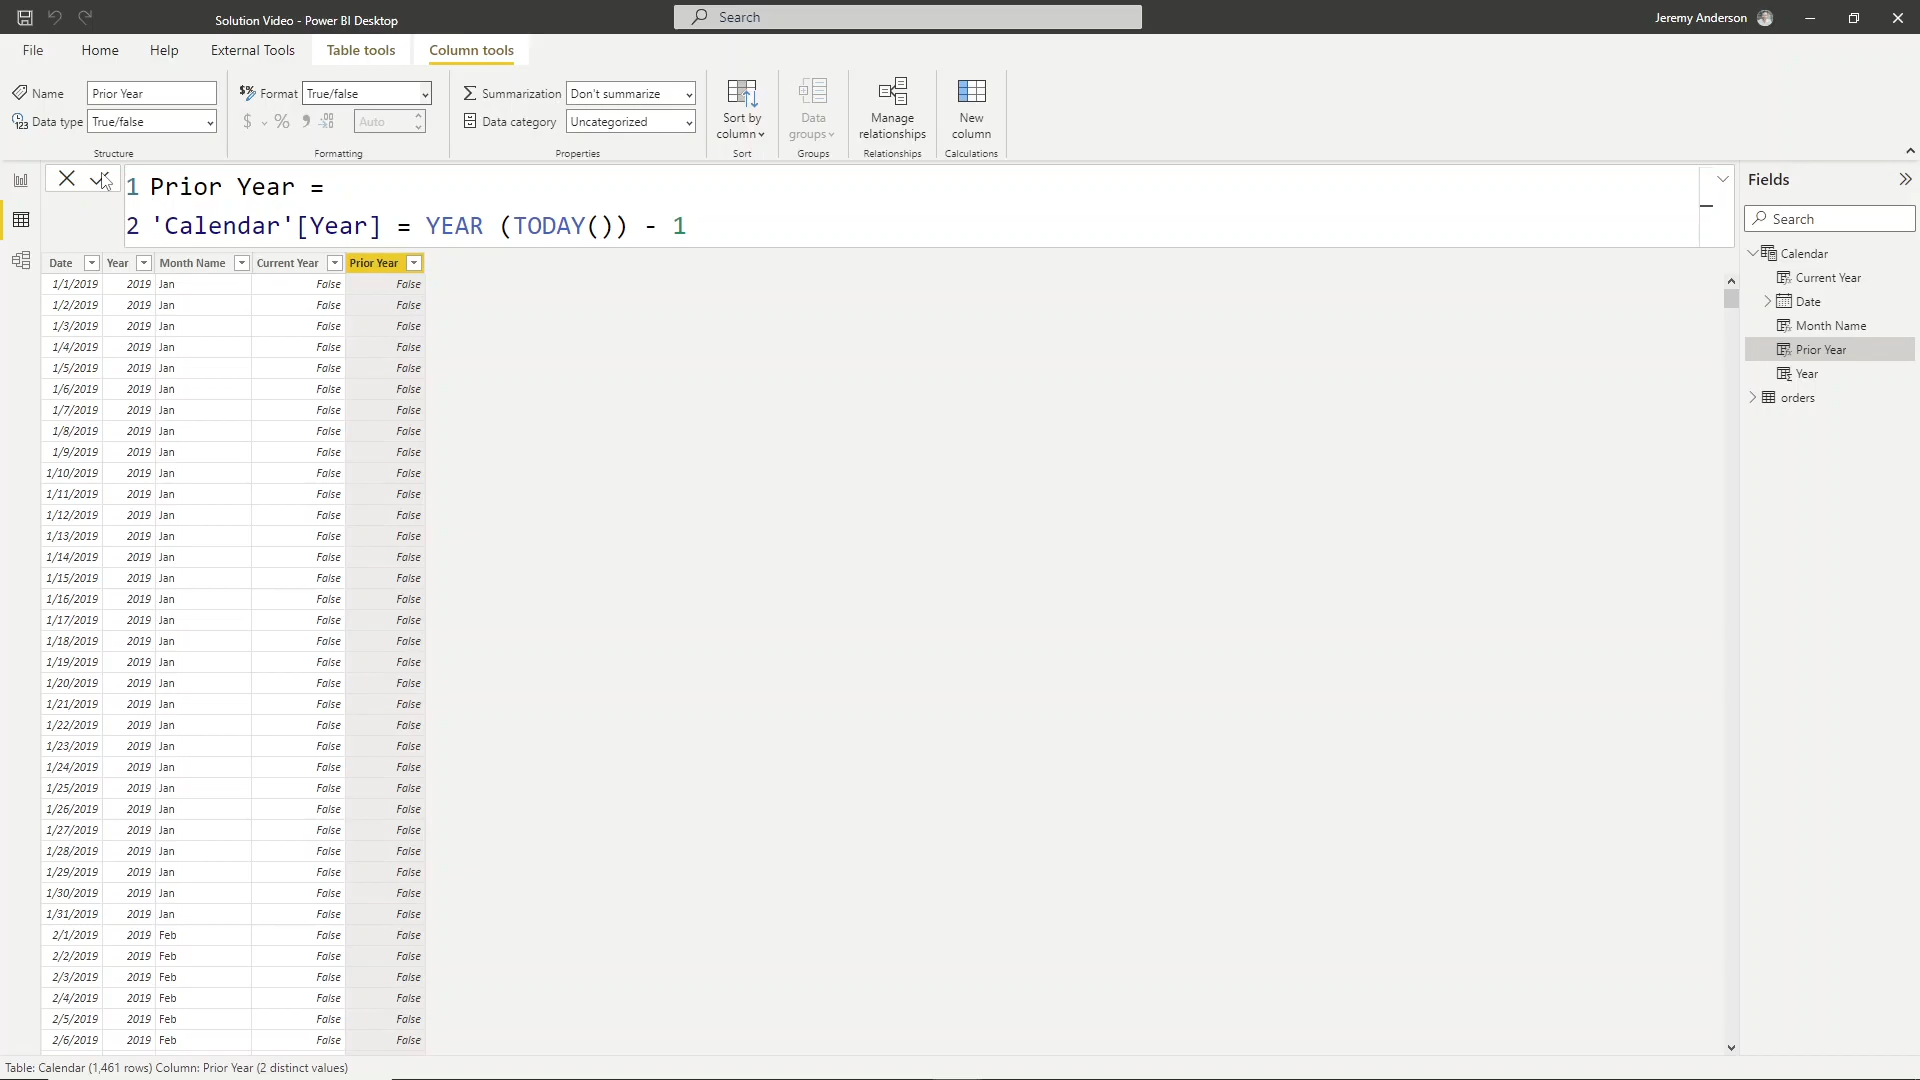 Solution Video - Power BI Desktop
Search
Jeremy Anderson
File Home Help External Tools Table tools Column tools
Name Prior Year
Data type True/false
Structure
Format True/false
$ % Auto
Formatting
Summarization Don't summarize
Data category Uncategorized
Properties
Sort by column
Sort
Data groups
Groups
Manage relationships
Relationships
New column
Calculations
1 Prior Year =
2 'Calendar'[Year] = YEAR (TODAY()) - 1
Date Year Month Name Current Year Prior Year
1/1/2019 2019 Jan False False
1/2/2019 2019 Jan False False
1/3/2019 2019 Jan False False
1/4/2019 2019 Jan False False
1/5/2019 2019 Jan False False
1/6/2019 2019 Jan False False
1/7/2019 2019 Jan False False
1/8/2019 2019 Jan False False
1/9/2019 2019 Jan False False
1/10/2019 2019 Jan False False
1/11/2019 2019 Jan False False
1/12/2019 2019 Jan False False
1/13/2019 2019 Jan False False
1/14/2019 2019 Jan False False
1/15/2019 2019 Jan False False
1/16/2019 2019 Jan False False
1/17/2019 2019 Jan False False
1/18/2019 2019 Jan False False
1/19/2019 2019 Jan False False
1/20/2019 2019 Jan False False
1/21/2019 2019 Jan False False
1/22/2019 2019 Jan False False
1/23/2019 2019 Jan False False
1/24/2019 2019 Jan False False
1/25/2019 2019 Jan False False
1/26/2019 2019 Jan False False
1/27/2019 2019 Jan False False
1/28/2019 2019 Jan False False
1/29/2019 2019 Jan False False
1/30/2019 2019 Jan False False
1/31/2019 2019 Jan False False
2/1/2019 2019 Feb False False
2/2/2019 2019 Feb False False
2/3/2019 2019 Feb False False
2/4/2019 2019 Feb False False
2/5/2019 2019 Feb False False
2/6/2019 2019 Feb False False
Fields
Search
Calendar
Current Year
Date
Month Name
Prior Year
Year
orders
Table: Calendar (1,461 rows) Column: Prior Year (2 distinct values)